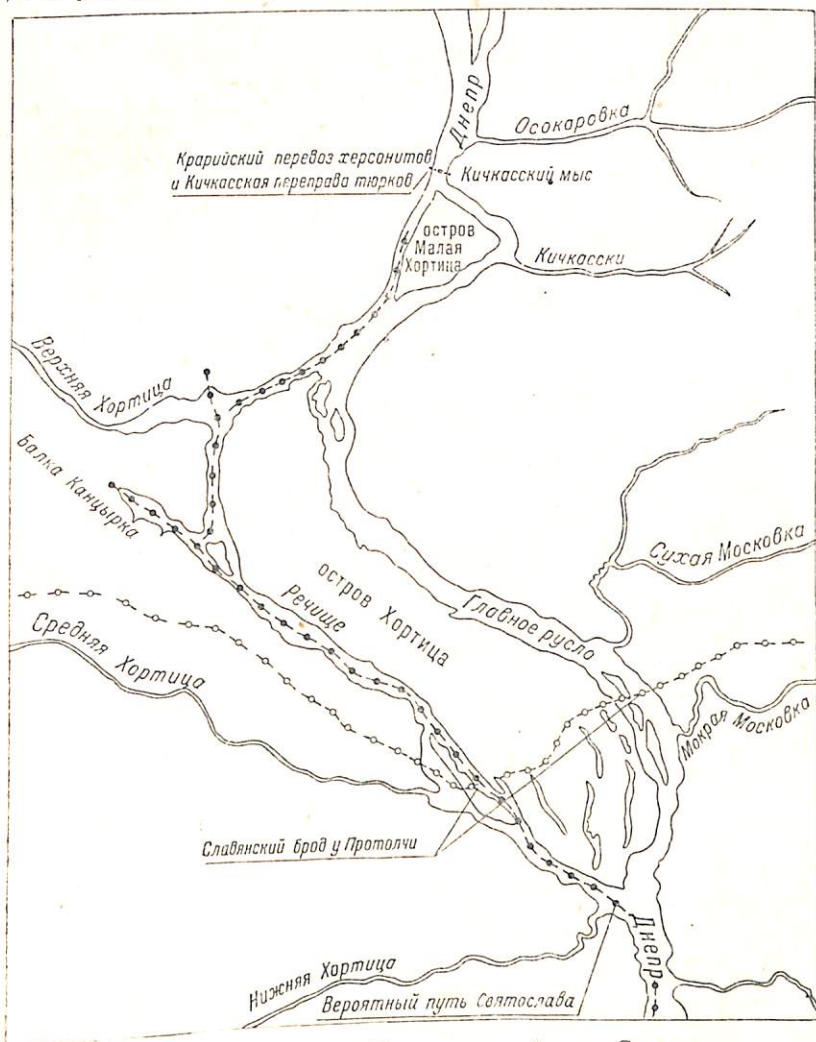 Днепр
Осокаровка
Крарийский перевоз херсонитов
и Кичкасская переправа тюрков
Кичкасский мыс
остров
Малая
Хортица
Кичкасски
Верхняя Хортица
Балка Канцырка
Сухая Московка
остров Хортица
Речище
Главное русло
Средняя Хортица
Мокрая Московка
Славянский брод у Протолчи
Днепр
Нижняя Хортица
Вероятный путь Святослава